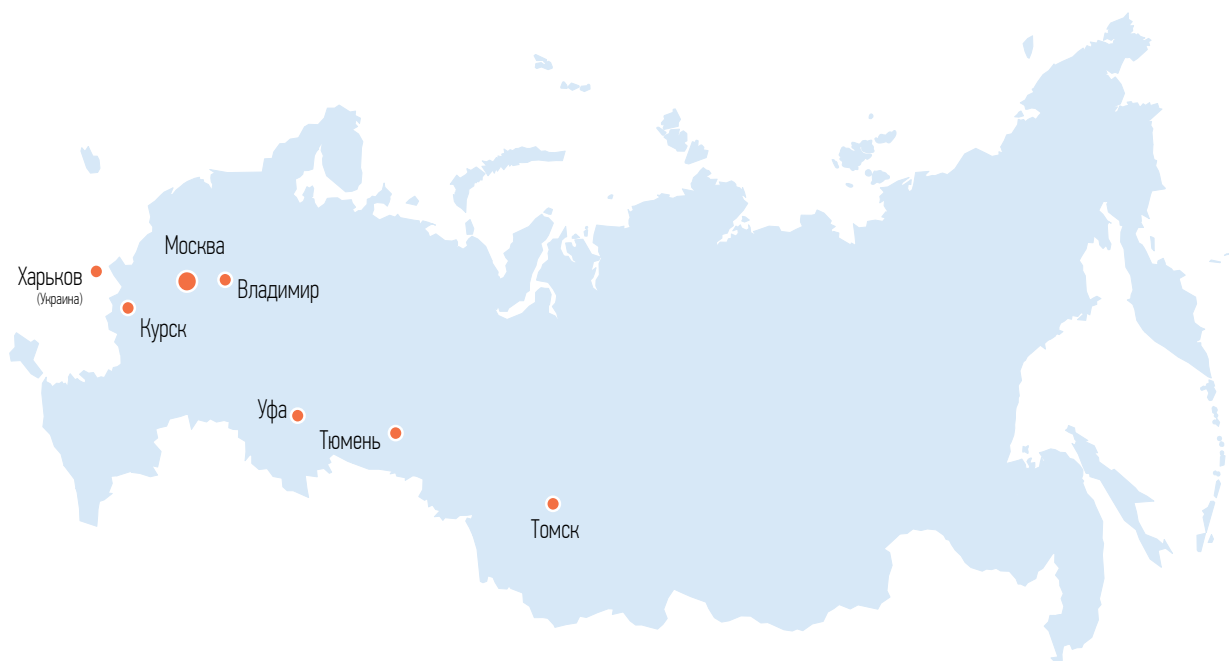 Москва
Харьков
(Украина)
Владимир
Курск
Уфа
Тюмень
Томск